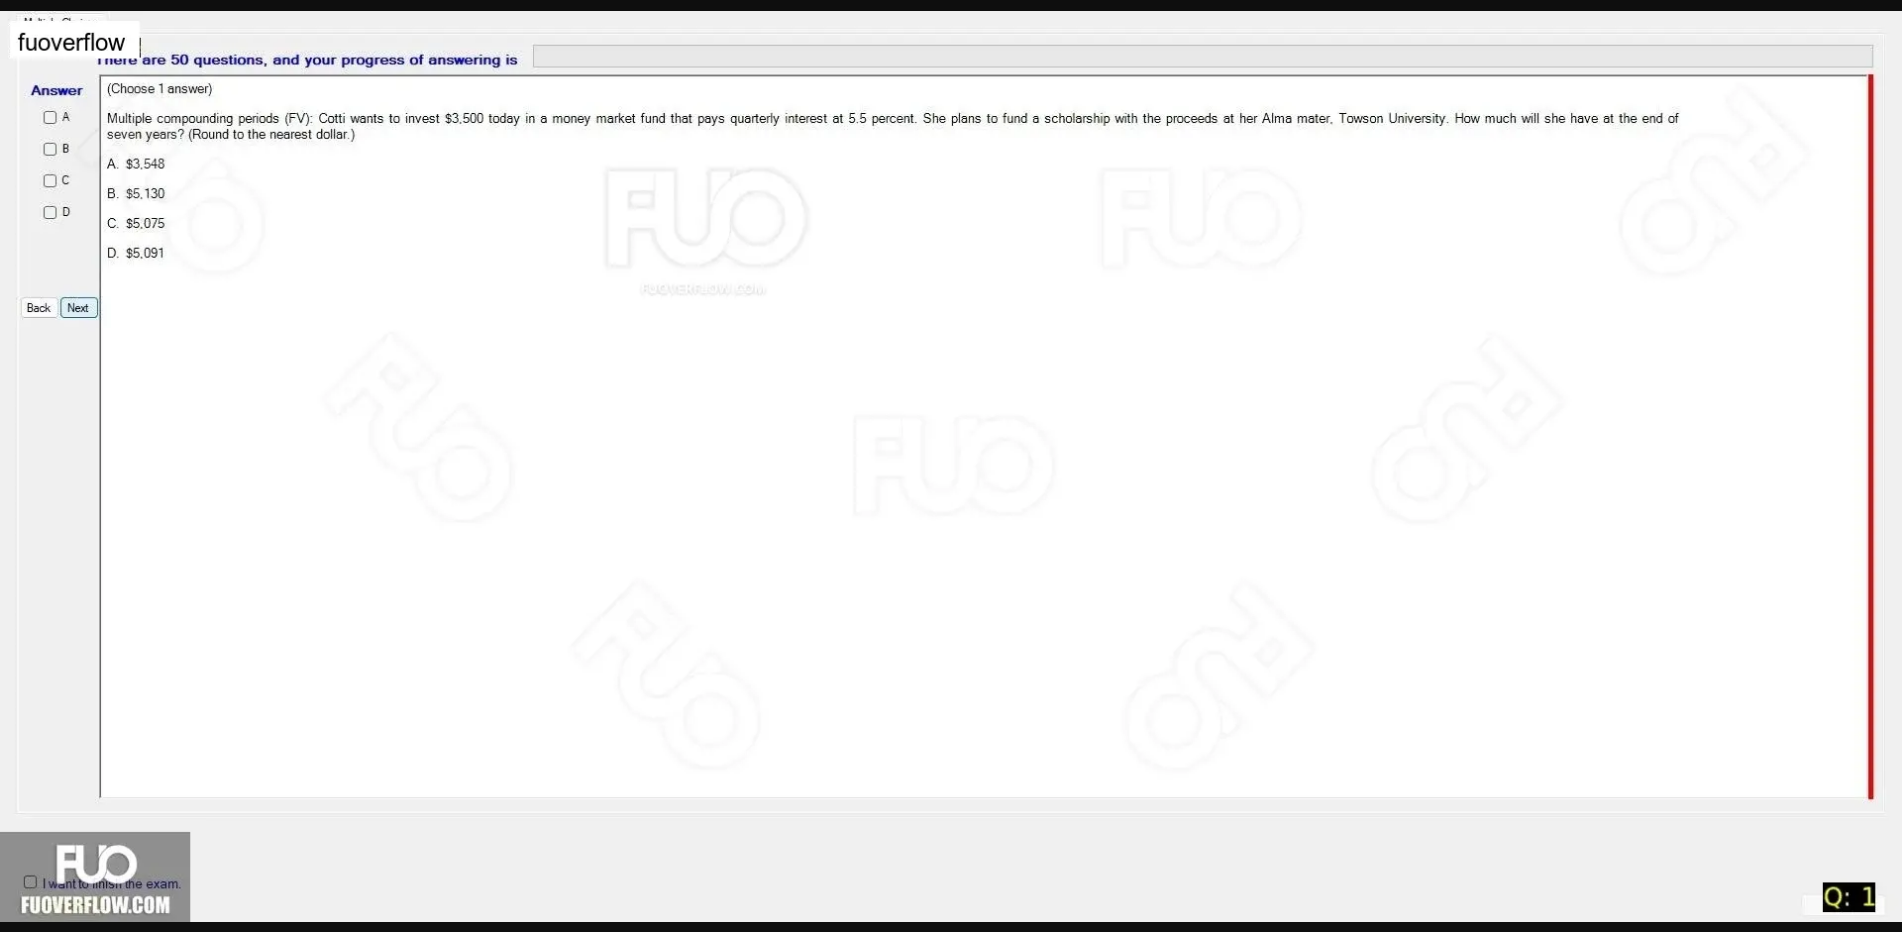 fuoverflow
There are 50 questions, and your progress of answering is
Answer
(Choose 1 answer)
A
Multiple compounding periods (FV): Cotti wants to invest $3,500 today in a money market fund that pays quarterly interest at 5.5 percent. She plans to fund a scholarship with the proceeds at her Alma mater, Towson University. How much will she have at the end of
seven years? (Round to the nearest dollar.)
B
A. $3,548
C
B. $5,130
D
C. $5,075
D. $5,091
FUO
FUOVERFLOW.COM
Back Next
I want to finish the exam.
FUO
FUOVERFLOW.COM
Q: 1